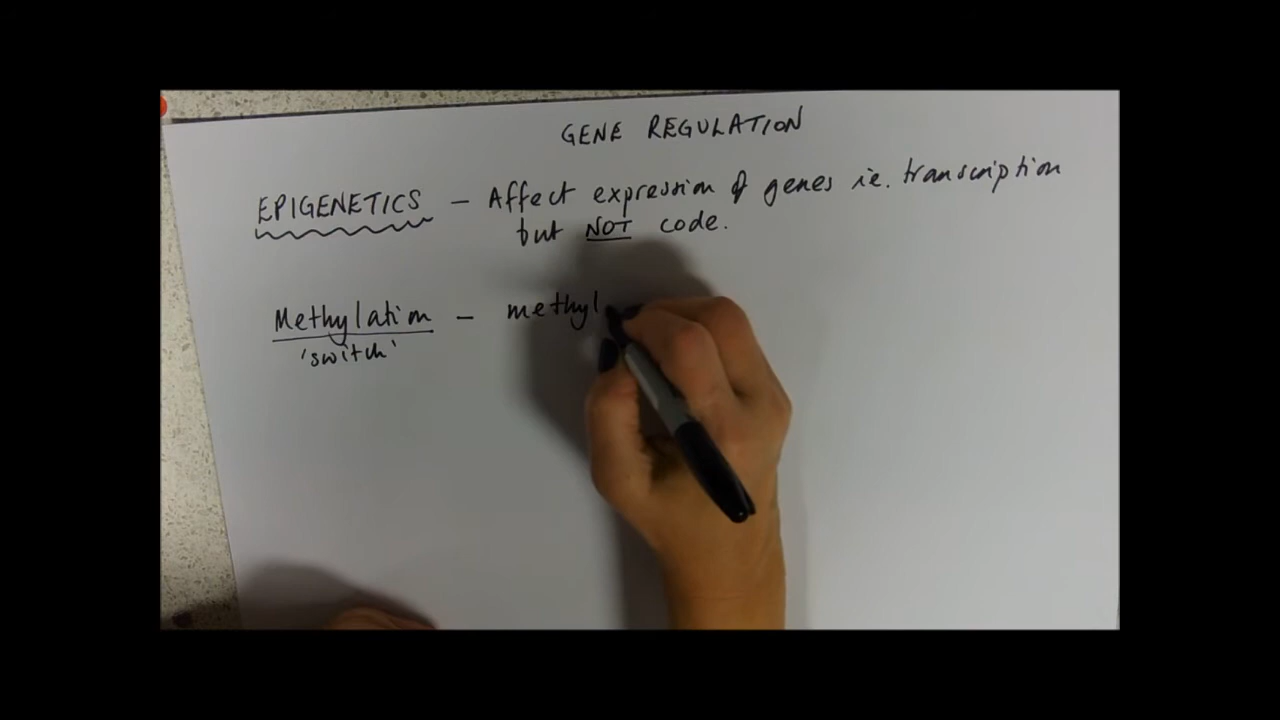 GENE REGULATION
EPIGENETICS – Affect expression of genes ie. transcription
but NOT code.
Methylation – methyl
'switch'